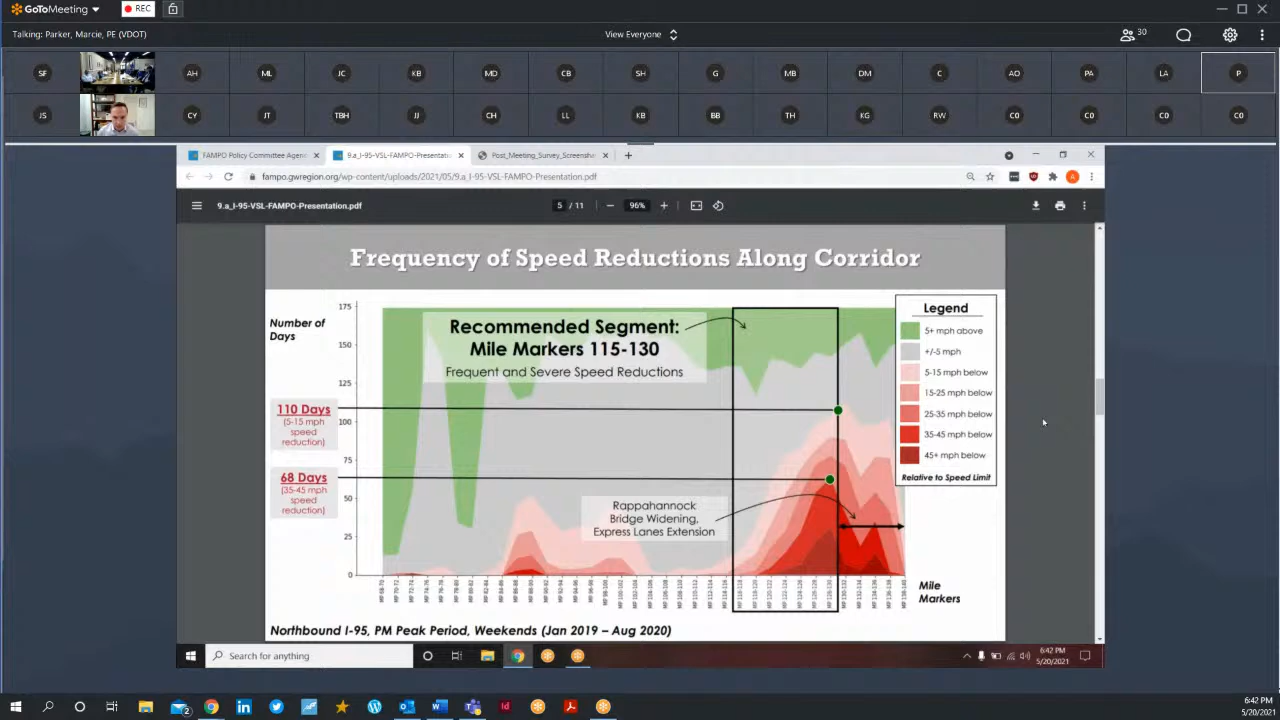 GoToMeeting
REC
Talking: Parker, Marcie, PE (VDOT)
View Everyone
30
SF
AH
ML
JC
KB
MD
CB
SH
G
MB
DM
C
AO
PA
LA
P
JS
CY
JT
TBH
JJ
CH
LL
KB
BB
TH
KG
RW
CO
CO
CO
CO
FAMPO Policy Committee Agen
9.a_I-95-VSL-FAMPO-Presentatio
Post_Meeting_Survey_Screensho
fampo.gwregion.org/wp-content/uploads/2021/05/9.a_I-95-VSL-FAMPO-Presentation.pdf
9.a_I-95-VSL-FAMPO-Presentation.pdf
5 / 11
96%
Frequency of Speed Reductions Along Corridor
Number of
Days
175
150
125
100
75
50
25
0
Recommended Segment:
Mile Markers 115-130
Frequent and Severe Speed Reductions
110 Days
(5-15 mph
speed
reduction)
68 Days
(35-45 mph
speed
reduction)
Rappahannock
Bridge Widening,
Express Lanes Extension
Legend
5+ mph above
+/-5 mph
5-15 mph below
15-25 mph below
25-35 mph below
35-45 mph below
45+ mph below
Relative to Speed Limit
Mile
Markers
Northbound I-95, PM Peak Period, Weekends (Jan 2019 – Aug 2020)
Search for anything
6:42 PM
5/20/2021
6:42 PM
5/20/2021